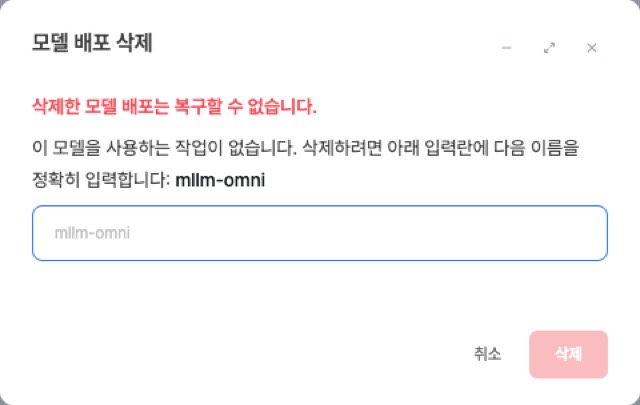 모델 배포 삭제
삭제한 모델 배포는 복구할 수 없습니다.
이 모델을 사용하는 작업이 없습니다. 삭제하려면 아래 입력란에 다음 이름을
정확히 입력합니다: mllm-omni
mllm-omni
취소
삭제